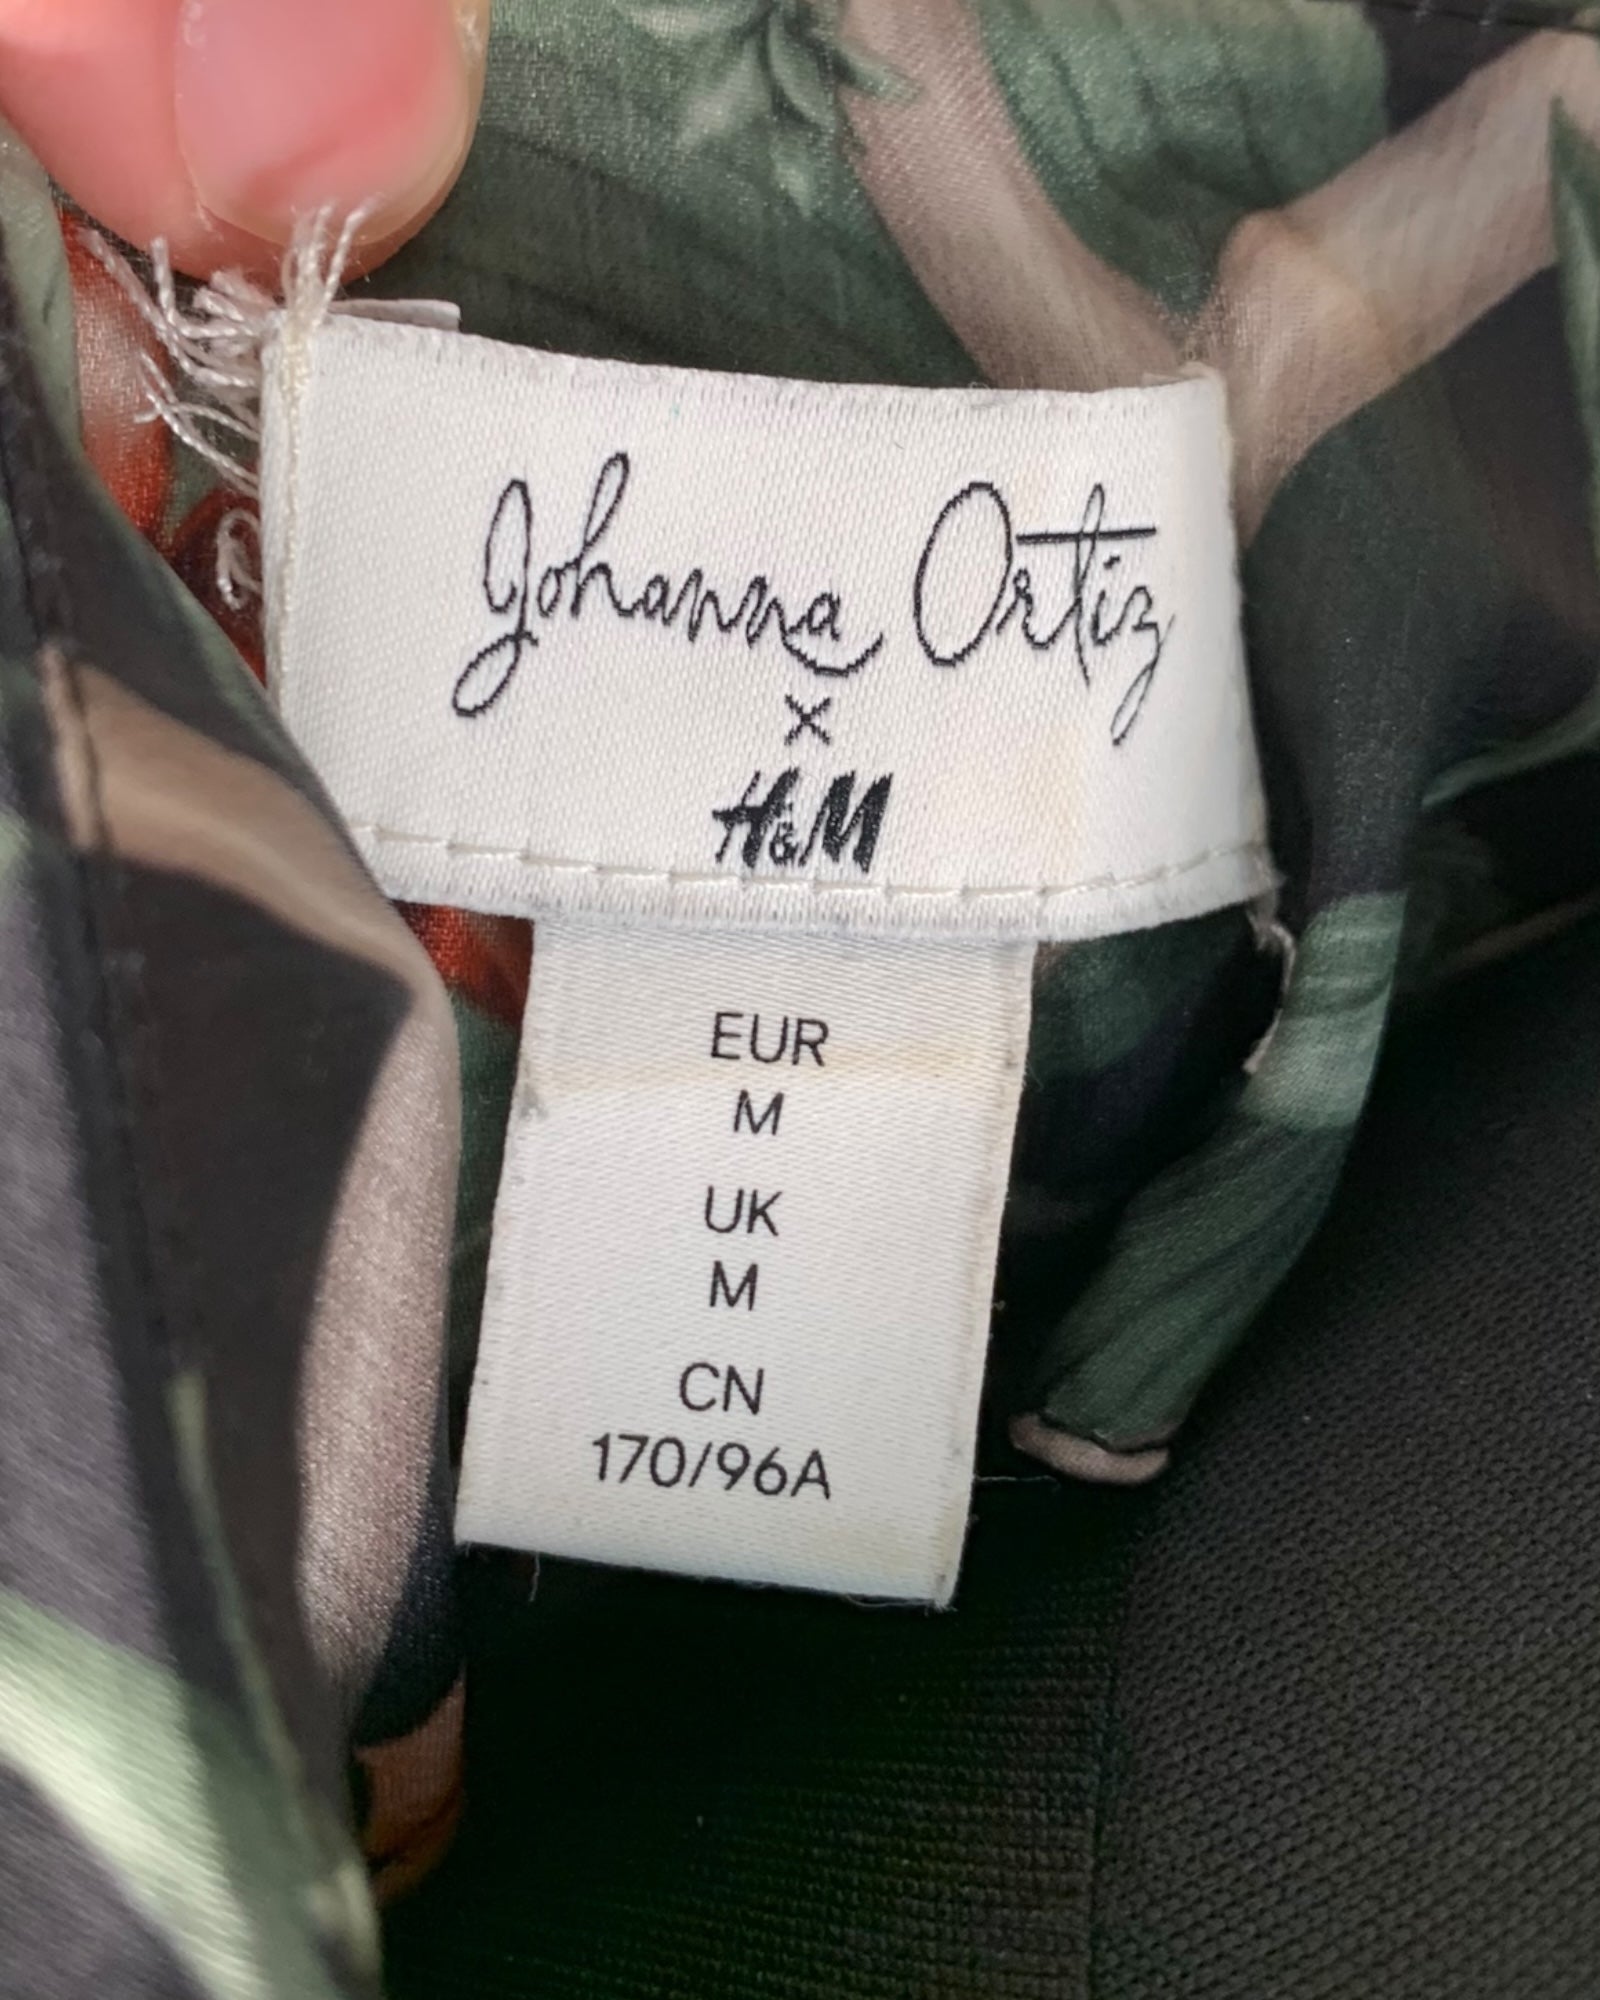 Johanna Ortiz
x
H&M
EUR
M
UK
M
CN
170/96A